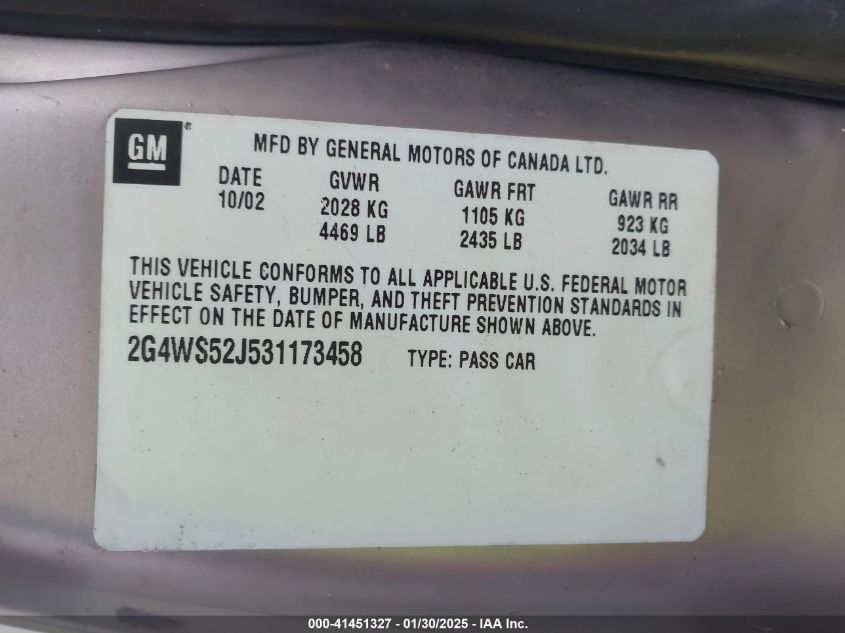 GM®
MFD BY GENERAL MOTORS OF CANADA LTD.
DATE GVWR GAWR FRT GAWR RR
10/02 2028 KG 1105 KG 923 KG
4469 LB 2435 LB 2034 LB
THIS VEHICLE CONFORMS TO ALL APPLICABLE U.S. FEDERAL MOTOR
VEHICLE SAFETY, BUMPER, AND THEFT PREVENTION STANDARDS IN
EFFECT ON THE DATE OF MANUFACTURE SHOWN ABOVE.
2G4WS52J531173458 TYPE: PASS CAR
000-41451327 - 01/30/2025 - IAA Inc.